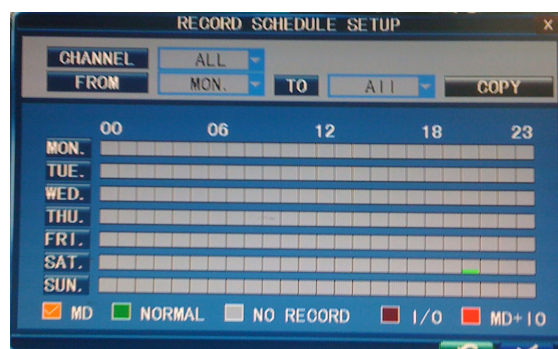 RECORD SCHEDULE SETUP X
CHANNEL ALL
FROM MON. TO All COPY
00 06 12 18 23
MON.
TUE.
WED.
THU.
FRI.
SAT.
SUN.
MD NORMAL NO RECORD I/O MD+IO